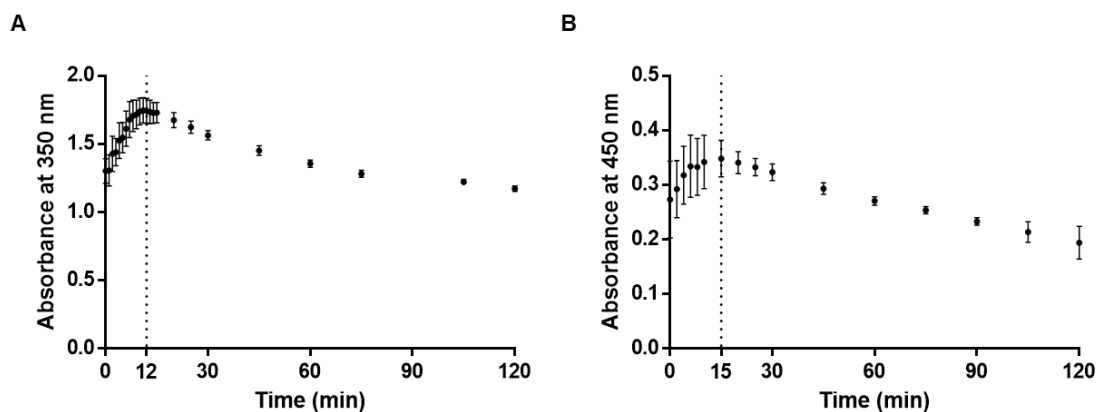 A
B
Absorbance at 350 nm
2.0
1.5
1.0
0.5
0.0
0 12 30 60 90 120
Time (min)
Absorbance at 450 nm
0.5
0.4
0.3
0.2
0.1
0.0
0 15 30 60 90 120
Time (min)